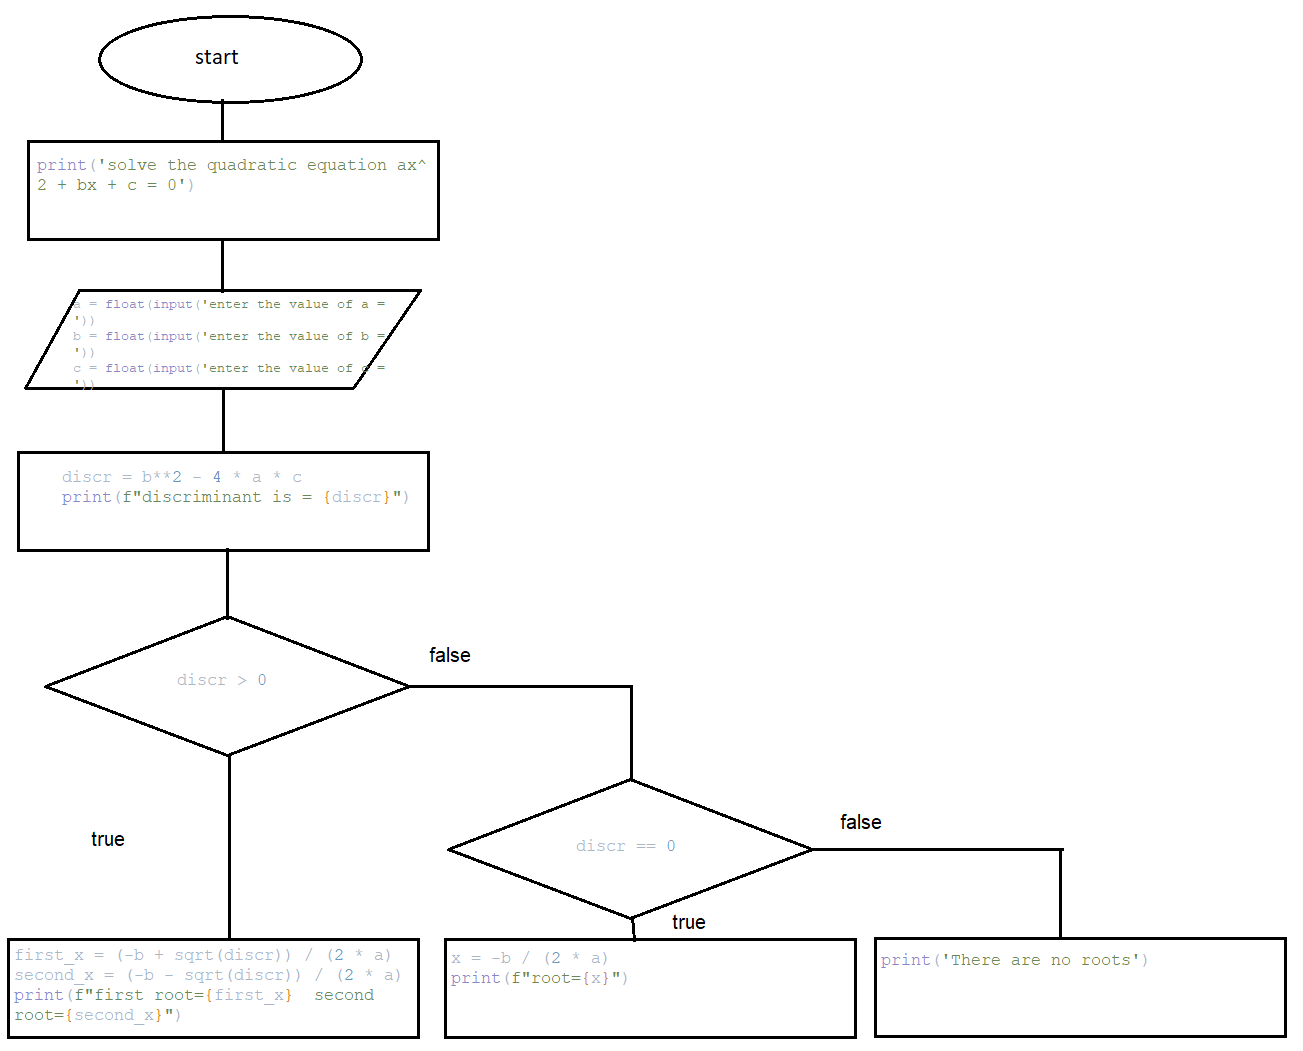 start
print('solve the quadratic equation ax^
2 + bx + c = 0')
a = float(input('enter the value of a =
'))
b = float(input('enter the value of b =
'))
c = float(input('enter the value of c =
'))
discr = b**2 - 4 * a * c
print(f"discriminant is = {discr}")
discr > 0
false
true
discr == 0
false
true
first_x = (-b + sqrt(discr)) / (2 * a)
second_x = (-b - sqrt(discr)) / (2 * a)
print(f"first root={first_x}  second
root={second_x}")
x = -b / (2 * a)
print(f"root={x}")
print('There are no roots')